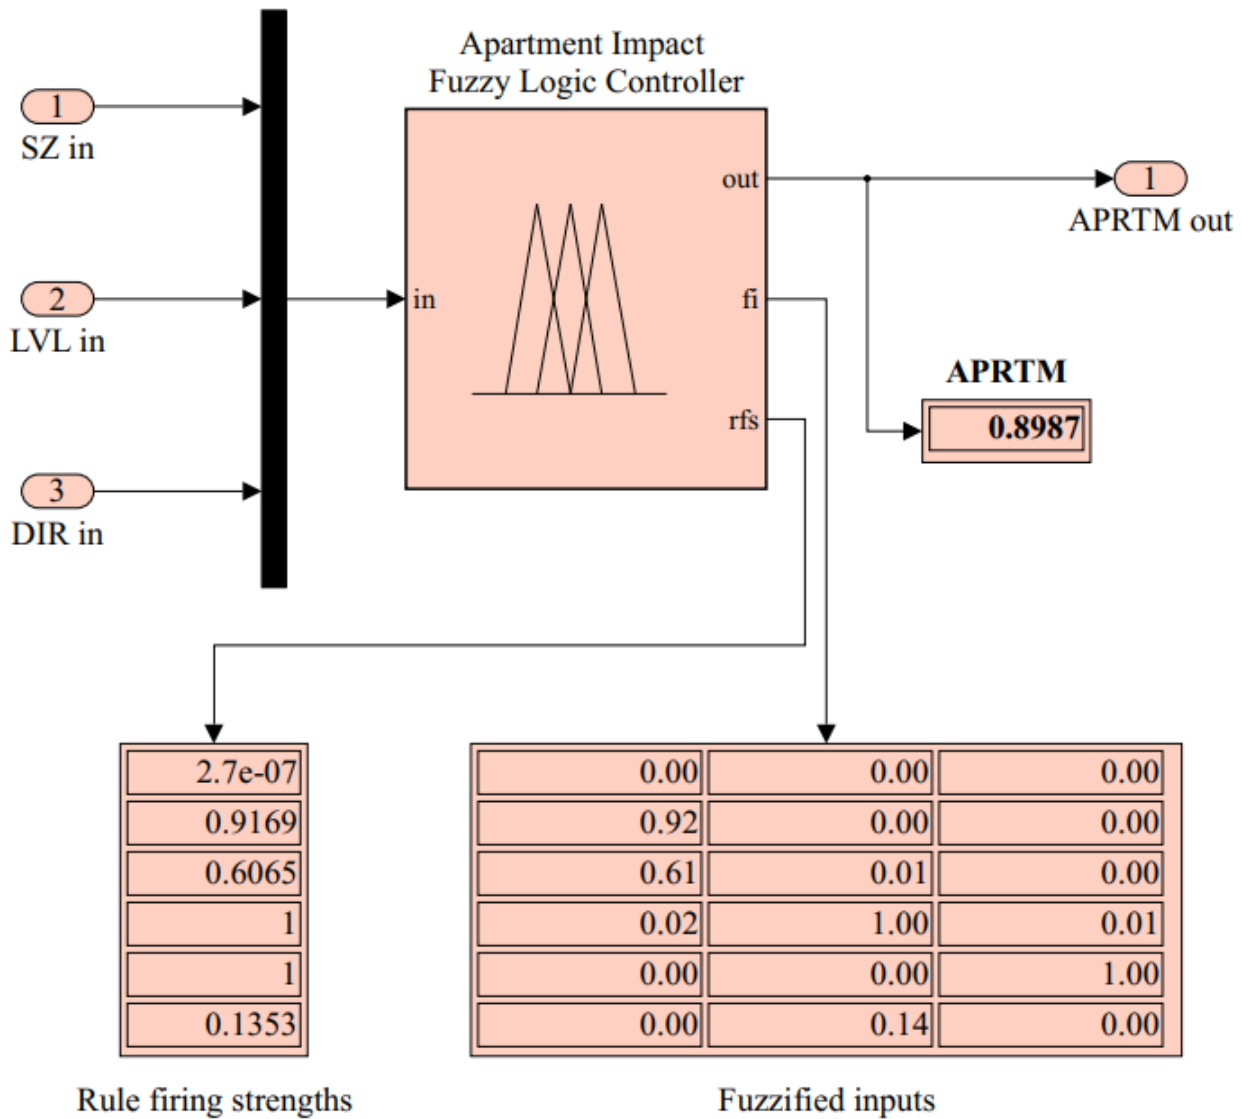 Apartment Impact
Fuzzy Logic Controller
1
SZ in
2
LVL in
3
DIR in
in
out
fi
rfs
1
APRTM out
APRTM
0.8987
2.7e-07
0.9169
0.6065
1
1
0.1353
Rule firing strengths
0.00 0.00 0.00
0.92 0.00 0.00
0.61 0.01 0.00
0.02 1.00 0.01
0.00 0.00 1.00
0.00 0.14 0.00
Fuzzified inputs